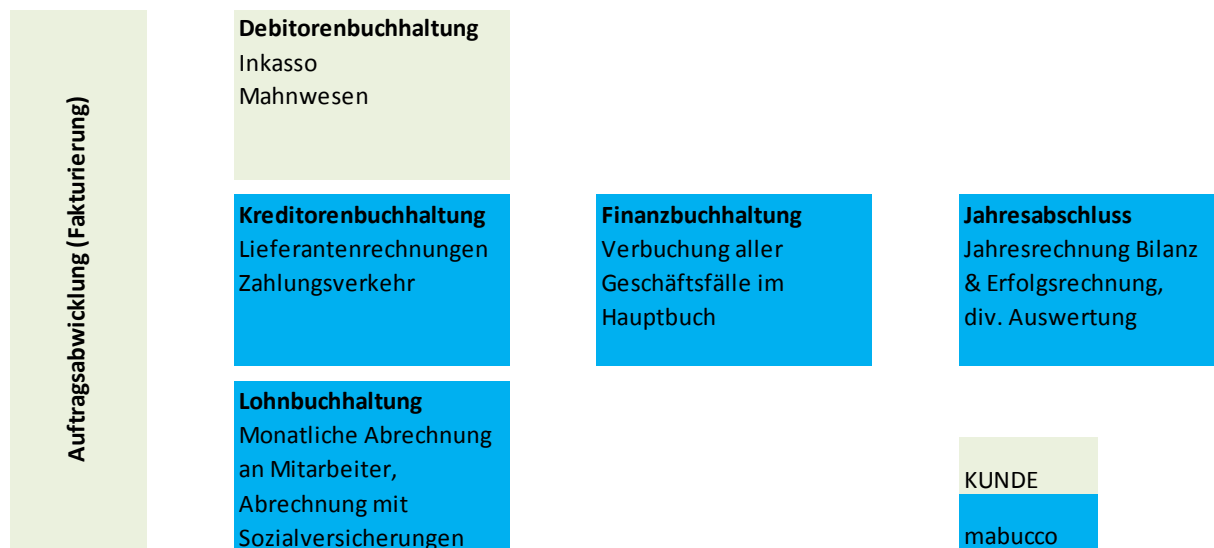 Auftragsabwicklung (Fakturierung)
Debitorenbuchhaltung
Inkasso
Mahnwesen
Kreditorenbuchhaltung
Lieferantenrechnungen
Zahlungsverkehr
Finanzbuchhaltung
Verbuchung aller
Geschäftsfälle im
Hauptbuch
Jahresabschluss
Jahresrechnung Bilanz
& Erfolgsrechnung,
div. Auswertung
Lohnbuchhaltung
Monatliche Abrechnung
an Mitarbeiter,
Abrechnung mit
Sozialversicherungen
KUNDE
mabucco